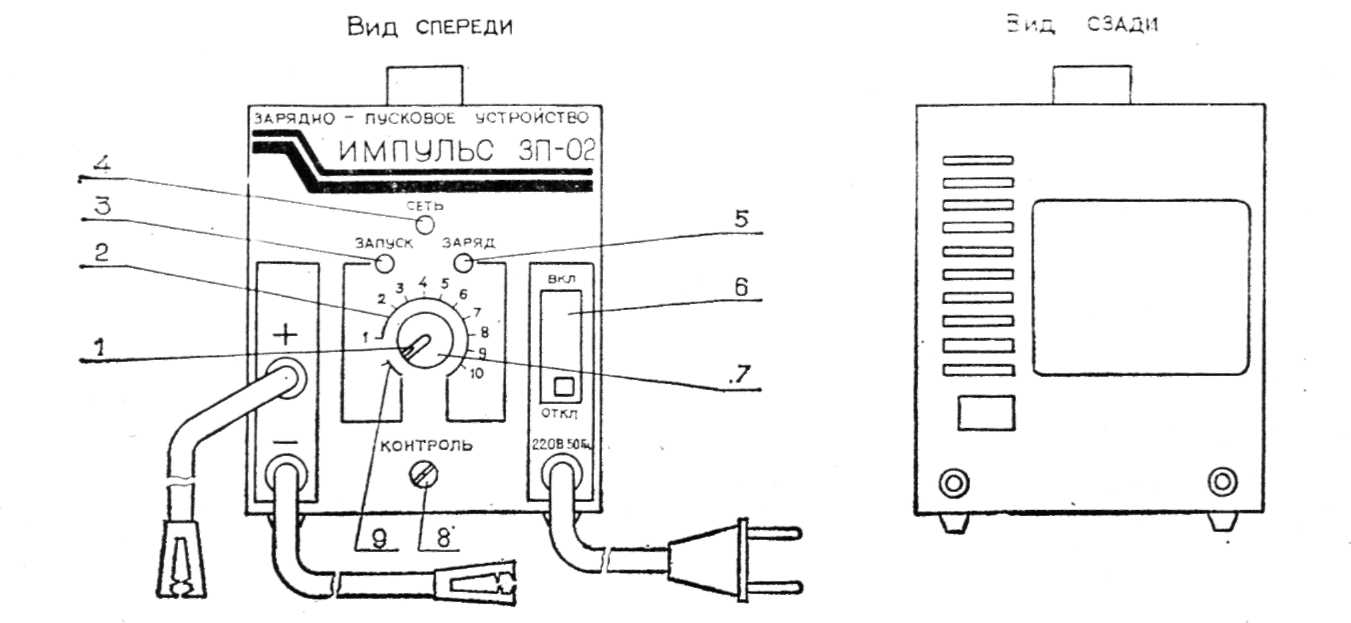 Вид СПЕРЕДИ
Вид СЗАДИ
ЗАРЯДНО - ПУСКОВОЕ УСТРОЙСТВО
ИМПУЛЬС ЗП-02
4
СЕТЬ
3
ЗАПУСК ЗАРЯД
5
2
ВКЛ
6
1 2 3 4 5 6 7 8 9 10
+
1
7
ОТКЛ
−
КОНТРОЛЬ
220В 50Гц
9
8